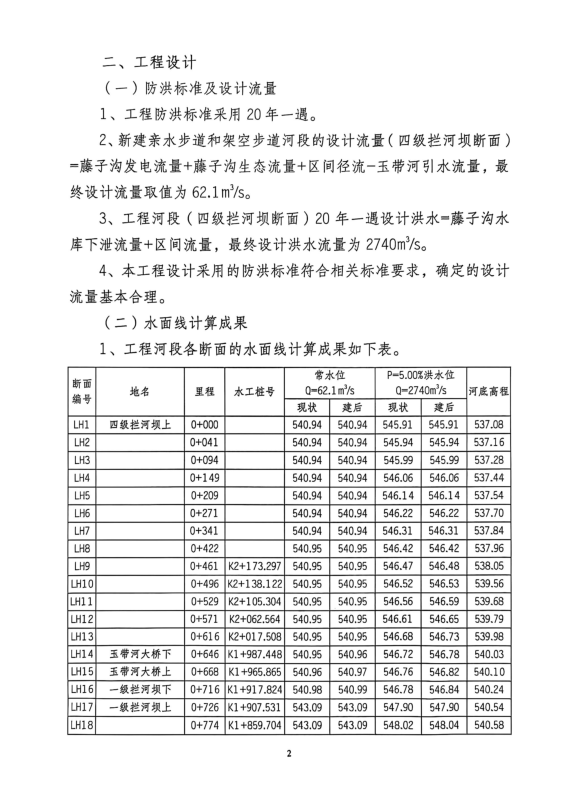 二、工程设计
（一）防洪标准及设计流量
1、工程防洪标准采用20年一遇。
2、新建亲水步道和架空步道河段的设计流量（四级拦河坝断面）
=藤子沟发电流量+藤子沟生态流量+区间径流-玉带河引水流量，最
终设计流量取值为62.1m³/s。
3、工程河段（四级拦河坝断面）20年一遇设计洪水=藤子沟水
库下泄流量+区间流量，最终设计洪水流量为2740m³/s。
4、本工程设计采用的防洪标准符合相关标准要求，确定的设计
流量基本合理。
（二）水面线计算成果
1、工程河段各断面的水面线计算成果如下表。
断面编号 地名 里程 水工桩号 常水位 Q=62.1m³/s P=5.00%洪水位 Q=2740m³/s 河底高程
现状 建后 现状 建后
LH1 四级拦河坝上 0+000 540.94 540.94 545.91 545.91 537.08
LH2 0+041 540.94 540.94 545.94 545.94 537.16
LH3 0+094 540.94 540.94 545.99 545.99 537.28
LH4 0+149 540.94 540.94 546.06 546.06 537.44
LH5 0+209 540.94 540.94 546.14 546.14 537.54
LH6 0+271 540.94 540.94 546.22 546.22 537.70
LH7 0+341 540.94 540.94 546.31 546.31 537.84
LH8 0+422 540.95 540.95 546.42 546.42 537.96
LH9 0+461 K2+173.297 540.95 540.95 546.47 546.48 538.05
LH10 0+496 K2+138.122 540.95 540.95 546.52 546.53 539.56
LH11 0+529 K2+105.304 540.95 540.95 546.56 546.59 539.68
LH12 0+571 K2+062.564 540.95 540.95 546.61 546.65 539.79
LH13 0+616 K2+017.508 540.95 540.95 546.68 546.73 539.98
LH14 玉带河大桥下 0+646 K1+987.448 540.95 540.96 546.72 546.78 540.03
LH15 玉带河大桥上 0+668 K1+965.865 540.96 540.97 546.76 546.82 540.10
LH16 一级拦河坝下 0+716 K1+917.824 540.98 540.99 546.78 546.84 540.24
LH17 一级拦河坝上 0+726 K1+907.531 543.09 543.09 547.90 547.90 540.54
LH18 0+774 K1+859.704 543.09 543.09 548.02 548.04 540.58
2